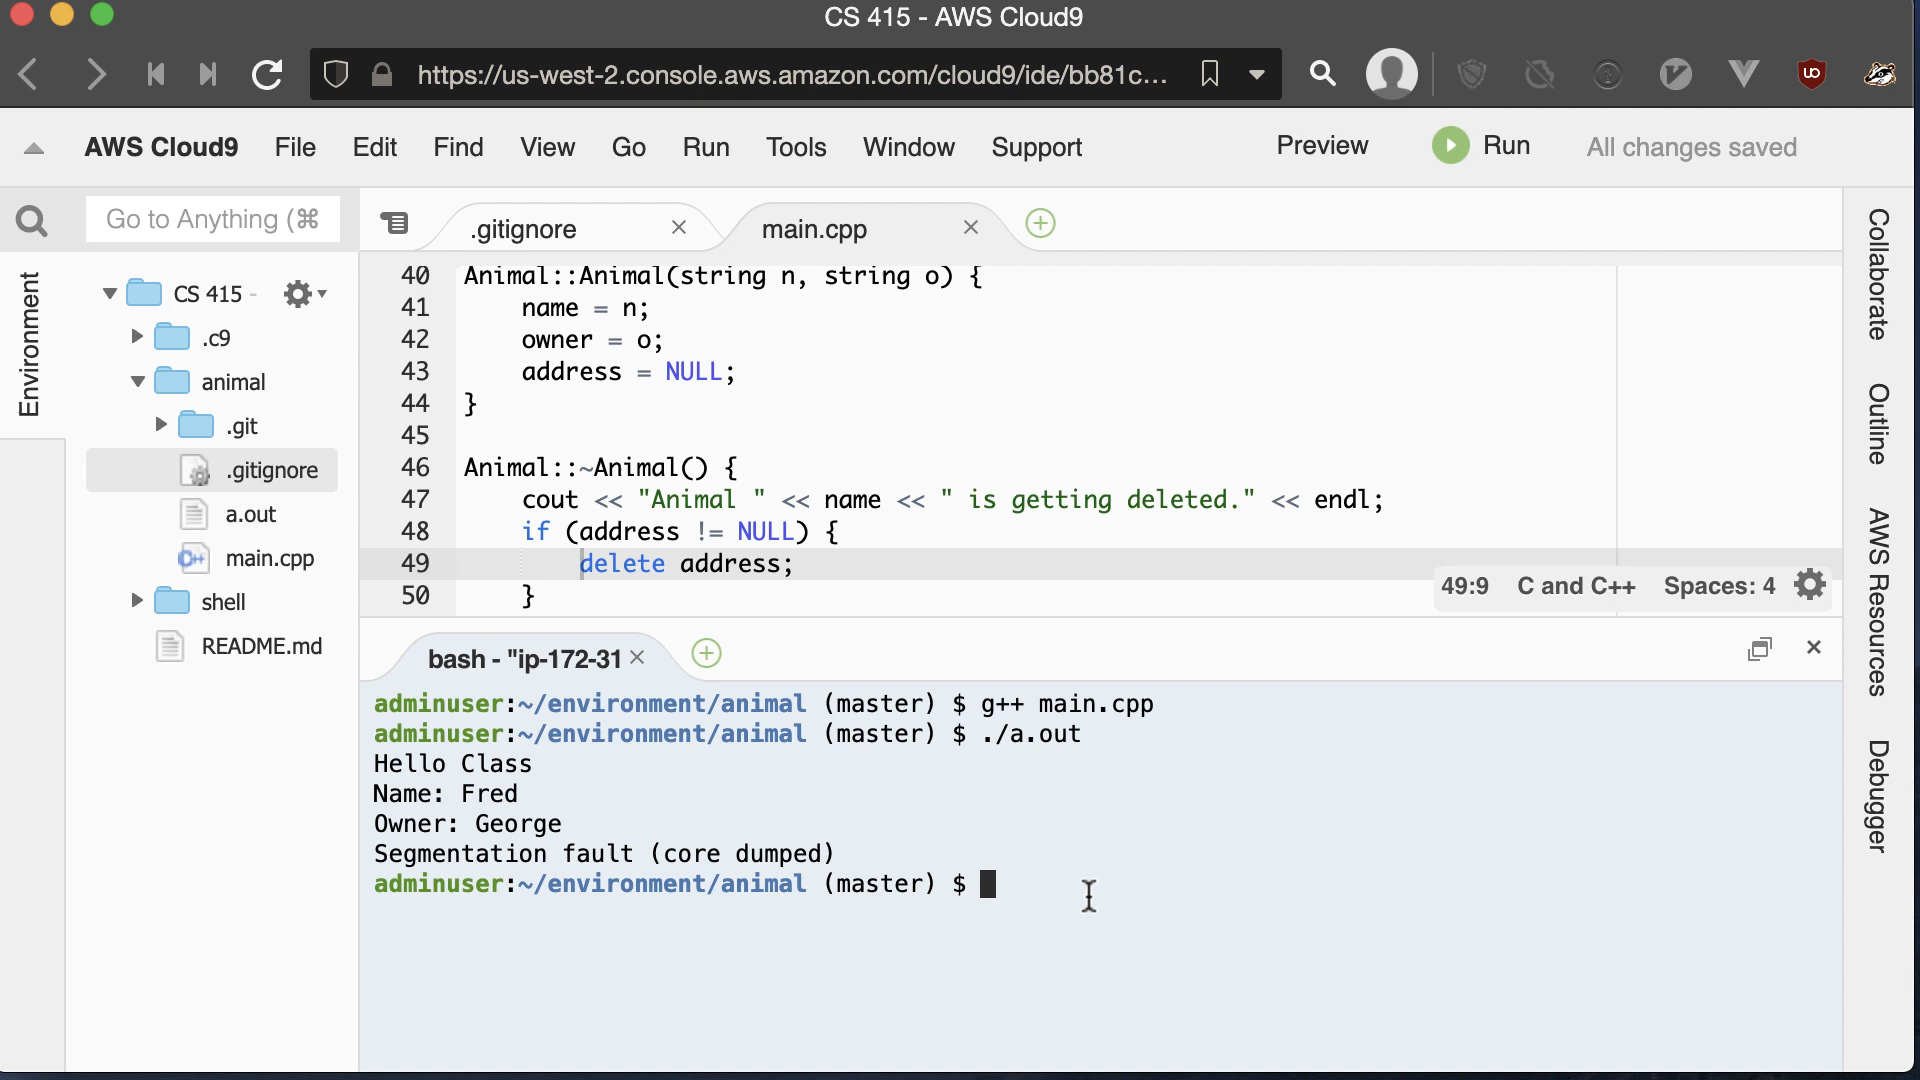 CS 415 - AWS Cloud9
https://us-west-2.console.aws.amazon.com/cloud9/ide/bb81c...
AWS Cloud9 File Edit Find View Go Run Tools Window Support Preview Run All changes saved
Go to Anything (⌘
.gitignore
main.cpp
Environment
CS 415 -
.c9
animal
.git
.gitignore
a.out
main.cpp
shell
README.md
40 Animal::Animal(string n, string o) {
41     name = n;
42     owner = o;
43     address = NULL;
44 }
45
46 Animal::~Animal() {
47     cout << "Animal " << name << " is getting deleted." << endl;
48     if (address != NULL) {
49         delete address;
50     }
49:9 C and C++ Spaces: 4
bash - "ip-172-31
adminuser:~/environment/animal (master) $ g++ main.cpp
adminuser:~/environment/animal (master) $ ./a.out
Hello Class
Name: Fred
Owner: George
Segmentation fault (core dumped)
adminuser:~/environment/animal (master) $
Collaborate
Outline
AWS Resources
Debugger